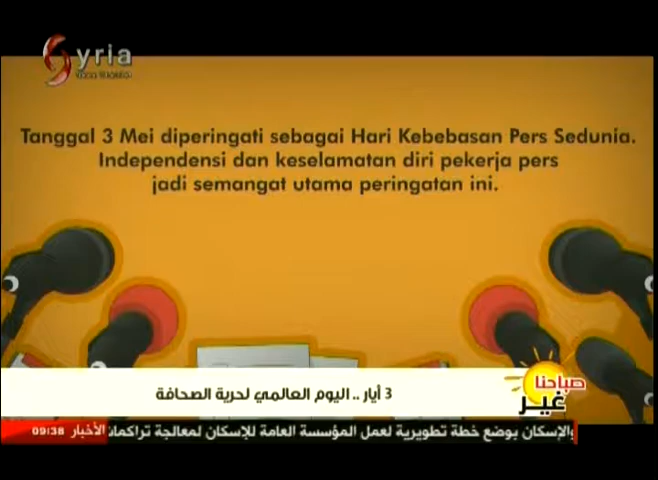 Syria
Tanggal 3 Mei diperingati sebagai Hari Kebebasan Pers Sedunia.
Independensi dan keselamatan diri pekerja pers
jadi semangat utama peringatan ini.
صباحنا
غير
3 أيار .. اليوم العالمي لحرية الصحافة
والإسكان بوضع خطة تطويرية لعمل المؤسسة العامة للإسكان لمعالجة تراكمات
الأخبار 09:38